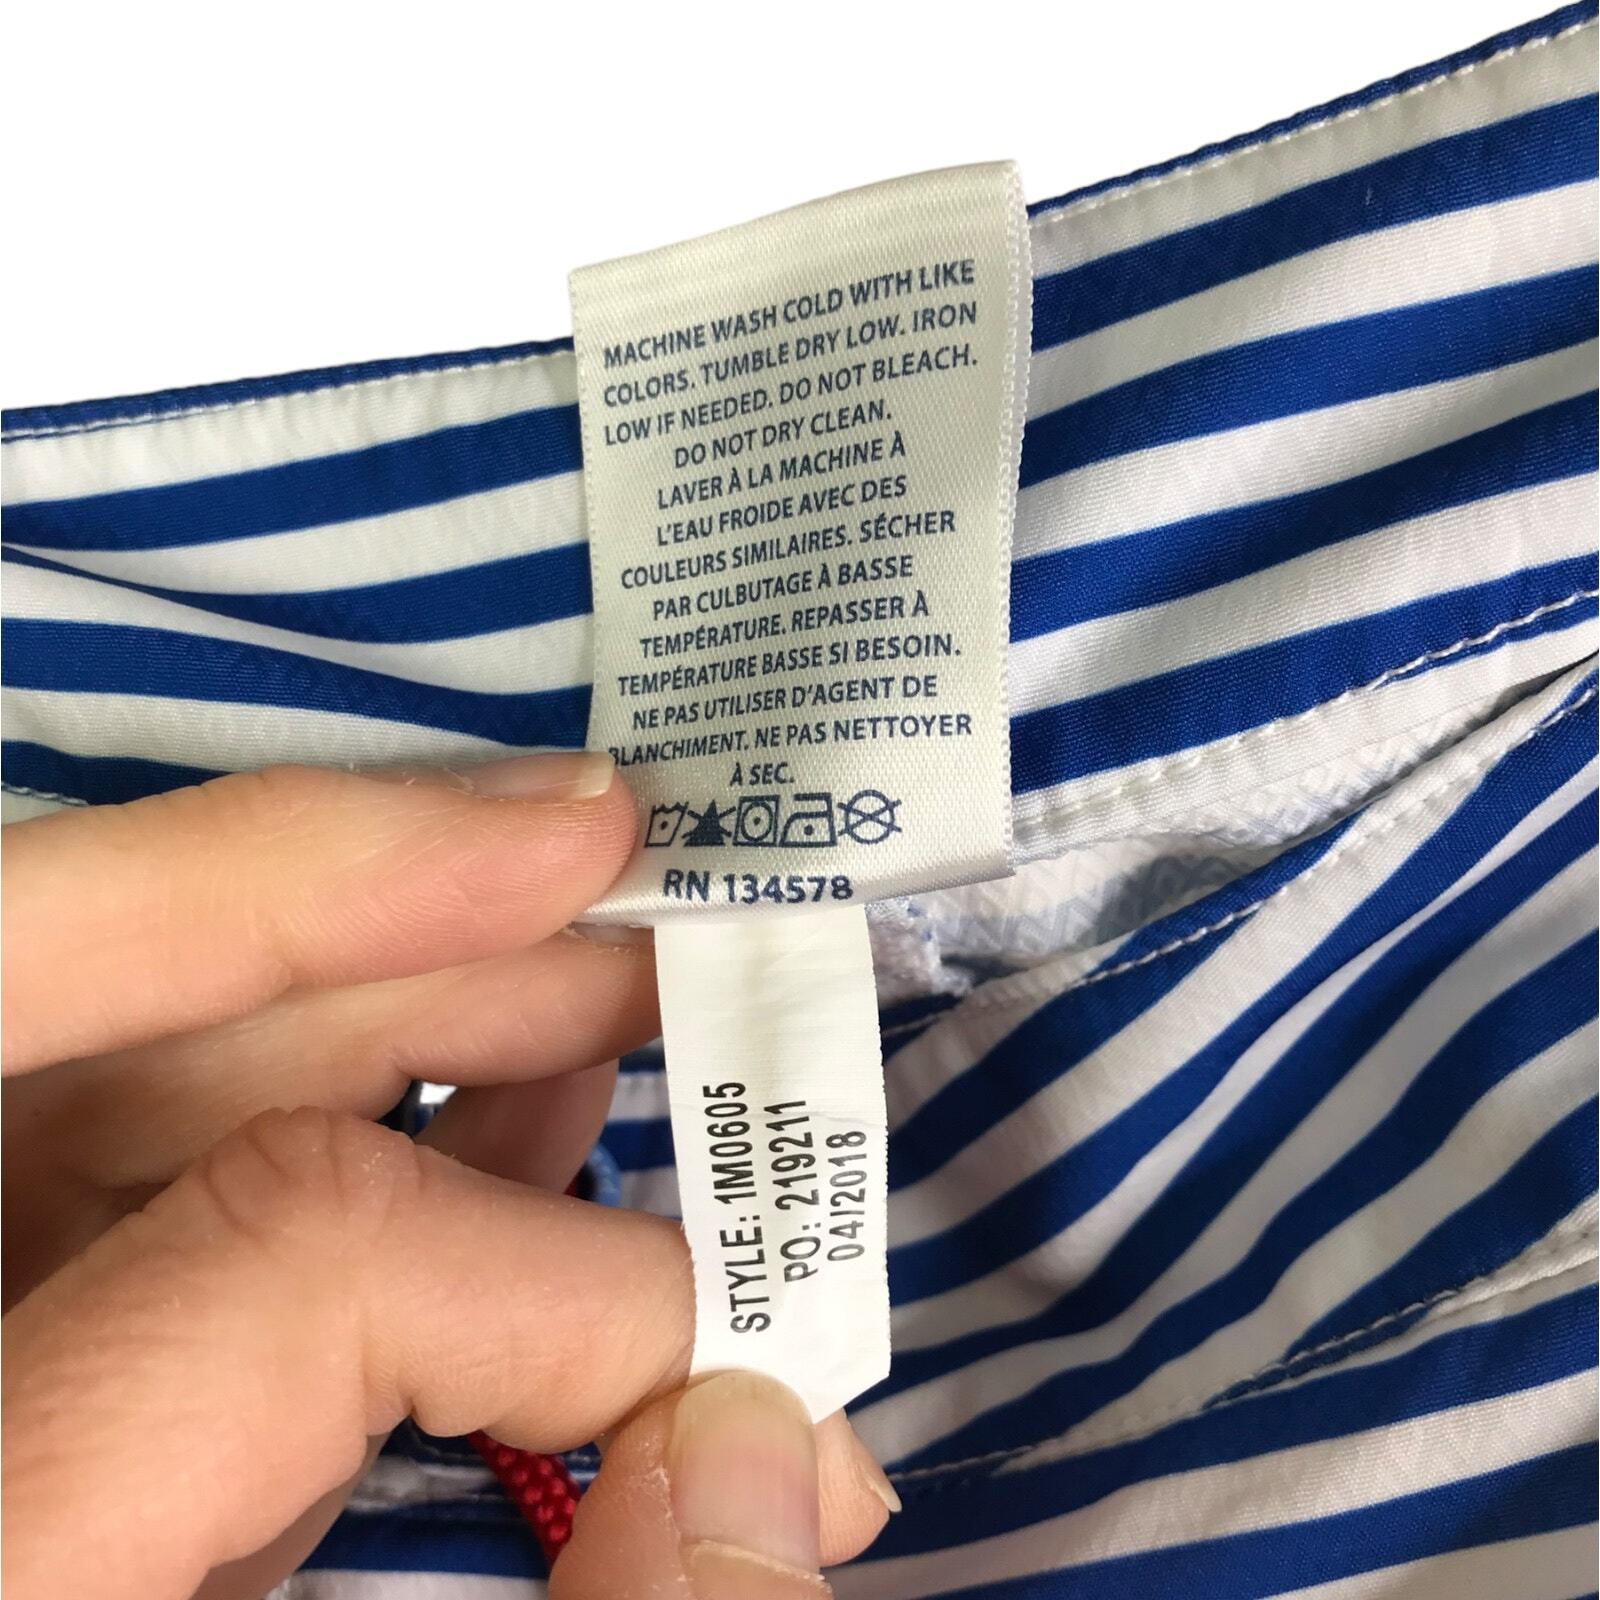 MACHINE WASH COLD WITH LIKE
COLORS. TUMBLE DRY LOW. IRON
LOW IF NEEDED. DO NOT BLEACH.
DO NOT DRY CLEAN.
LAVER À LA MACHINE À
L'EAU FROIDE AVEC DES
COULEURS SIMILAIRES. SÉCHER
PAR CULBUTAGE À BASSE
TEMPÉRATURE. REPASSER À
TEMPÉRATURE BASSE SI BESOIN.
NE PAS UTILISER D'AGENT DE
BLANCHIMENT. NE PAS NETTOYER
À SEC.
RN 134578
STYLE: 1M0605
PO: 219211
04/2018